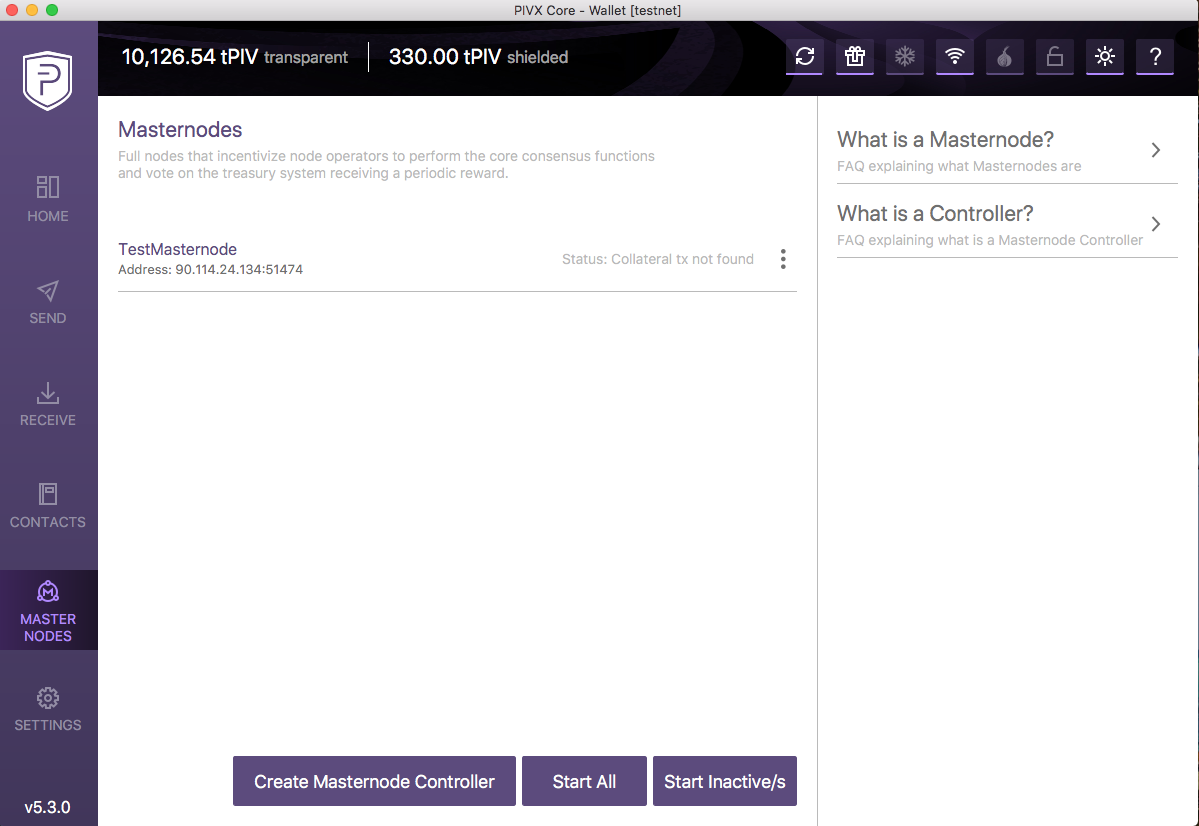 PIVX Core - Wallet [testnet]
10,126.54 tPIV transparent
330.00 tPIV shielded
?
HOME
SEND
RECEIVE
CONTACTS
MASTER
NODES
SETTINGS
v5.3.0
Masternodes
Full nodes that incentivize node operators to perform the core consensus functions
and vote on the treasury system receiving a periodic reward.
TestMasternode
Address: 90.114.24.134:51474
Status: Collateral tx not found
Create Masternode Controller
Start All
Start Inactive/s
What is a Masternode?
FAQ explaining what Masternodes are
What is a Controller?
FAQ explaining what is a Masternode Controller